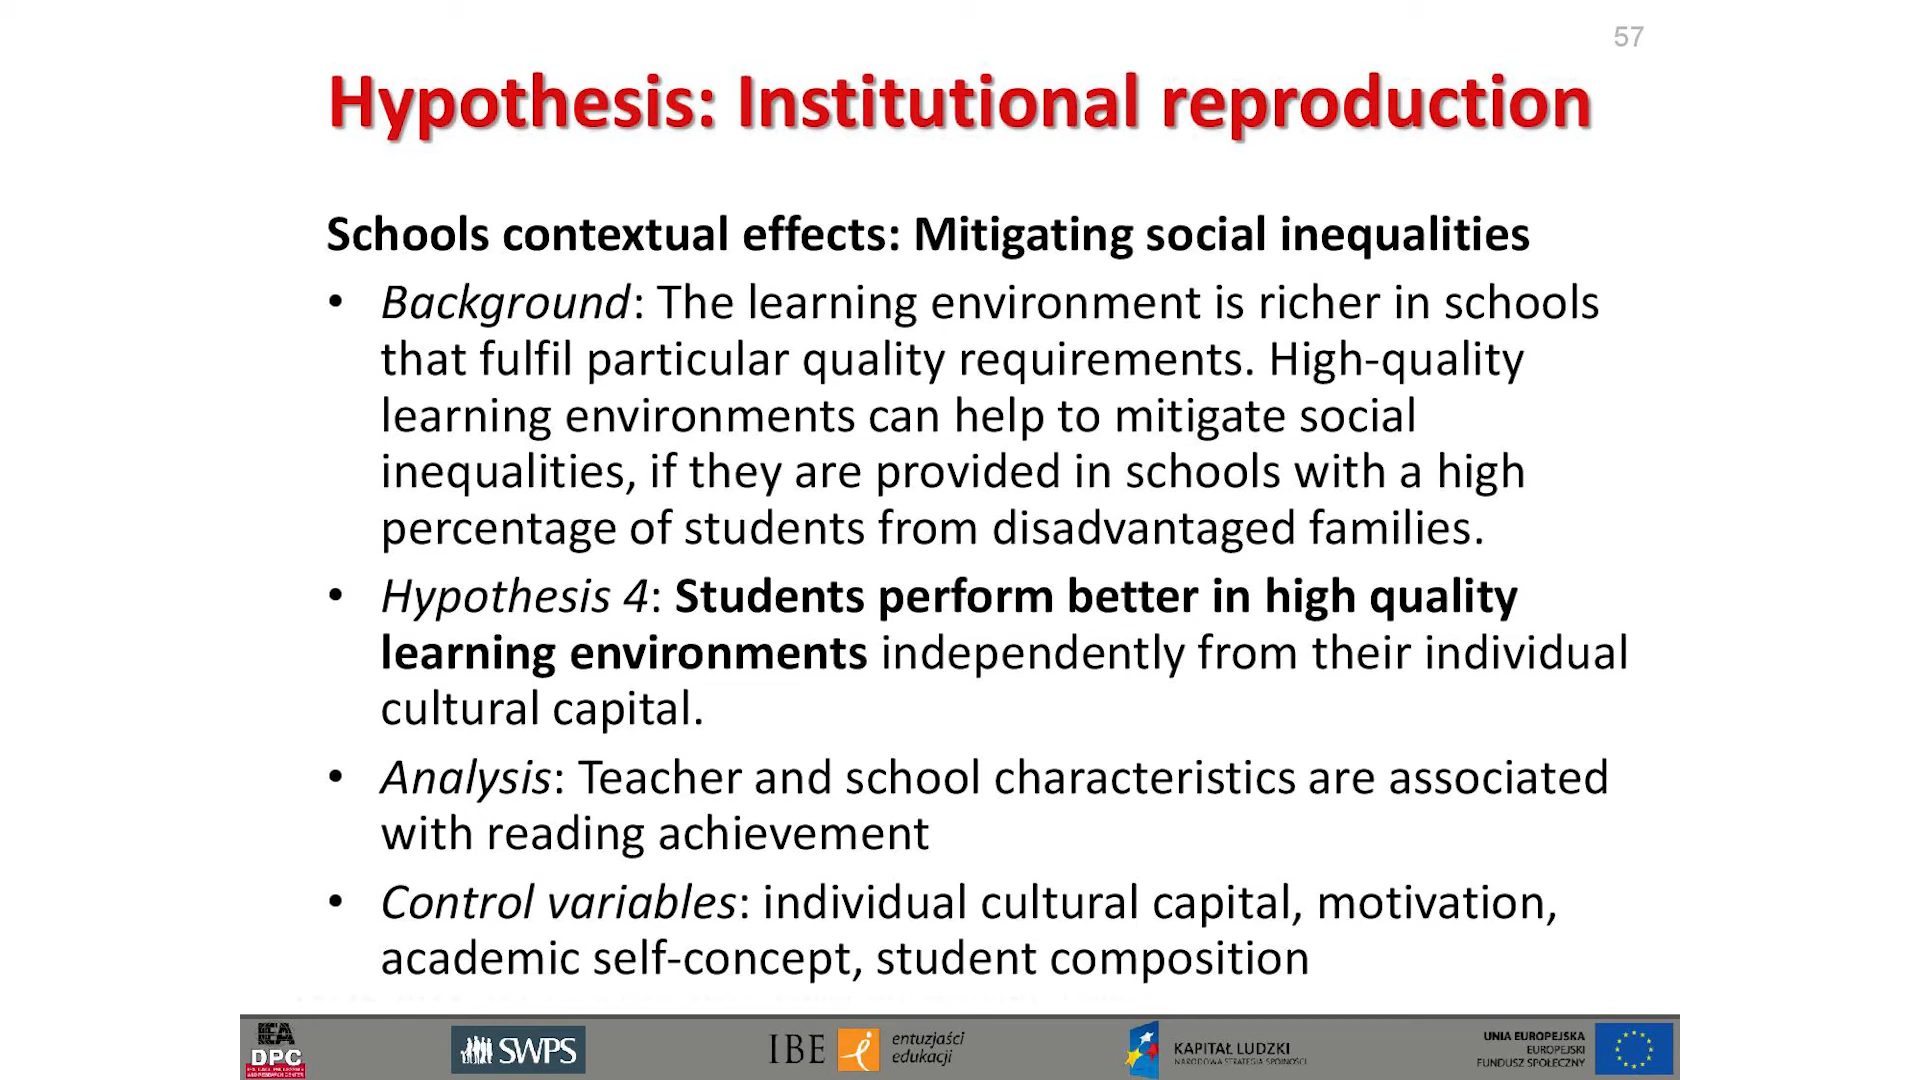 57
Hypothesis: Institutional reproduction
Schools contextual effects: Mitigating social inequalities
• Background: The learning environment is richer in schools
that fulfil particular quality requirements. High-quality
learning environments can help to mitigate social
inequalities, if they are provided in schools with a high
percentage of students from disadvantaged families.
• Hypothesis 4: Students perform better in high quality
learning environments independently from their individual
cultural capital.
• Analysis: Teacher and school characteristics are associated
with reading achievement
• Control variables: individual cultural capital, motivation,
academic self-concept, student composition
IEA
DPC
SWPS
IBE
entuzjaści
edukacji
KAPITAŁ LUDZKI
NARODOWA STRATEGIA SPÓJNOŚCI
UNIA EUROPEJSKA
EUROPEJSKI
FUNDUSZ SPOŁECZNY